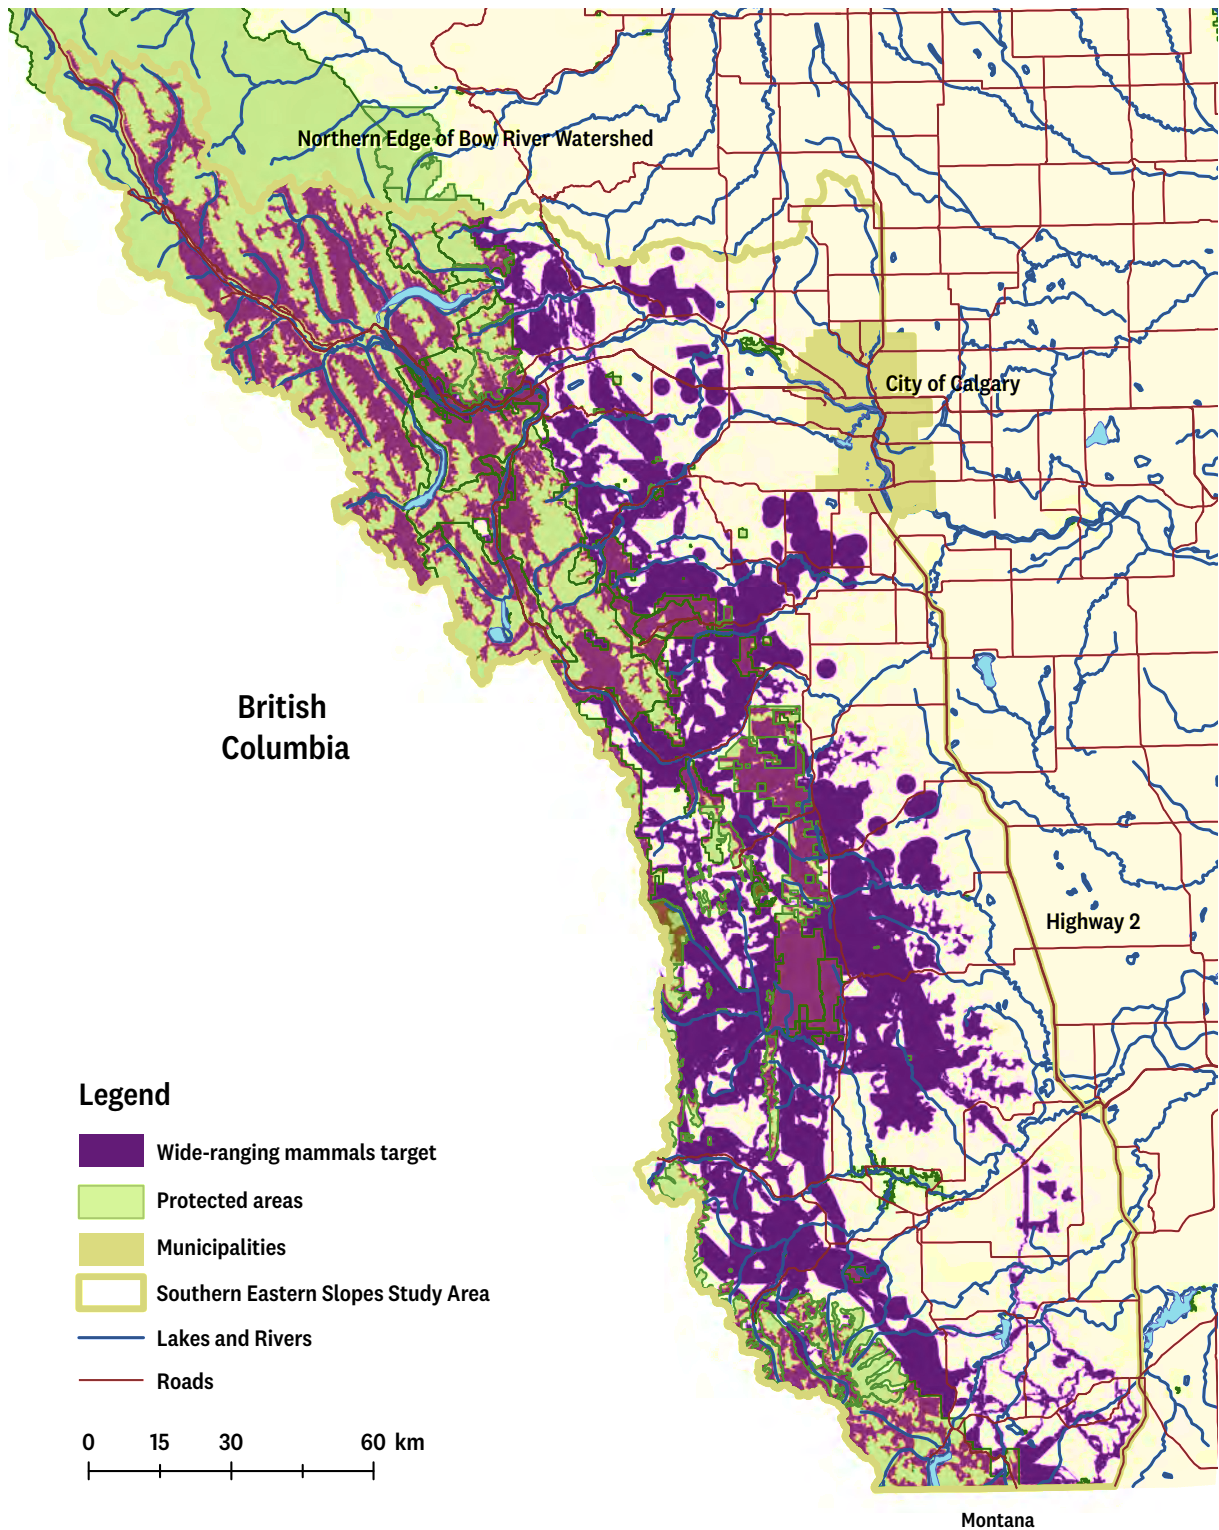 Northern Edge of Bow River Watershed
City of Calgary
British
Columbia
Highway 2
Legend
Wide-ranging mammals target
Protected areas
Municipalities
Southern Eastern Slopes Study Area
Lakes and Rivers
Roads
0 15 30 60 km
Montana